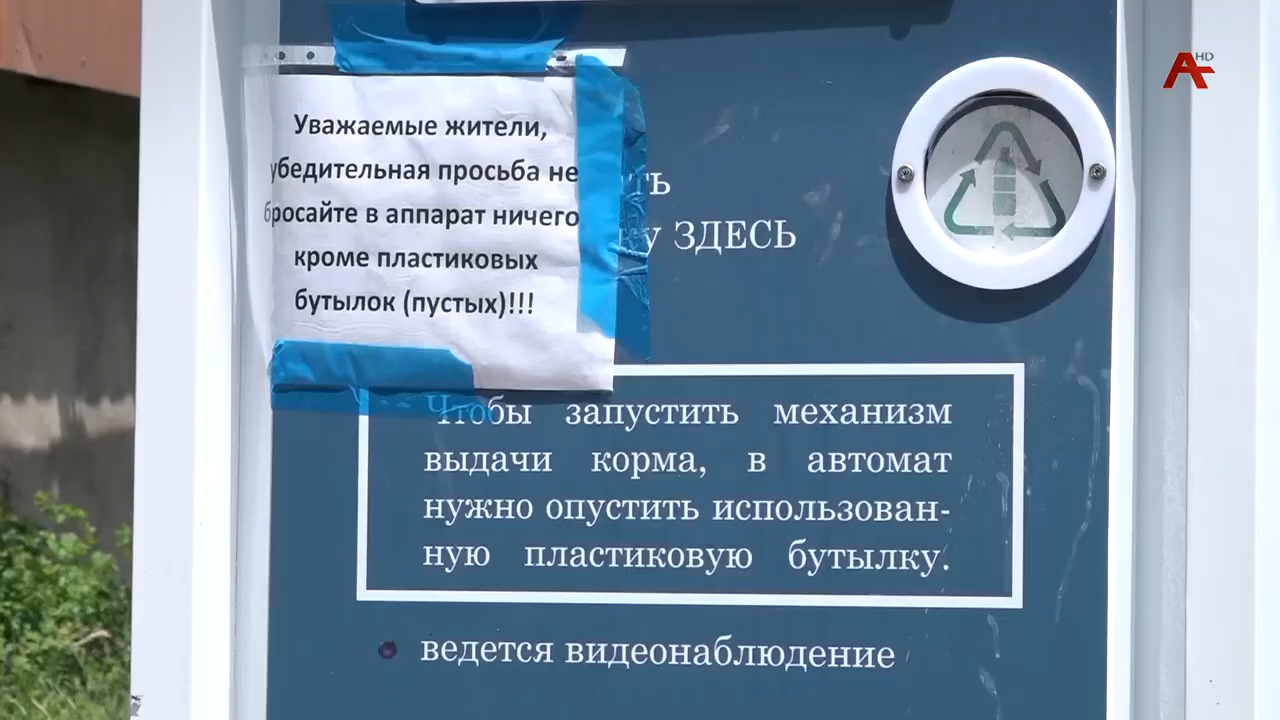 HD
Уважаемые жители,
убедительная просьба не
бросайте в аппарат ничего
кроме пластиковых
бутылок (пустых)!!!
ЗДЕСЬ
Чтобы запустить механизм
выдачи корма, в автомат
нужно опустить использован-
ную пластиковую бутылку.
ведется видеонаблюдение